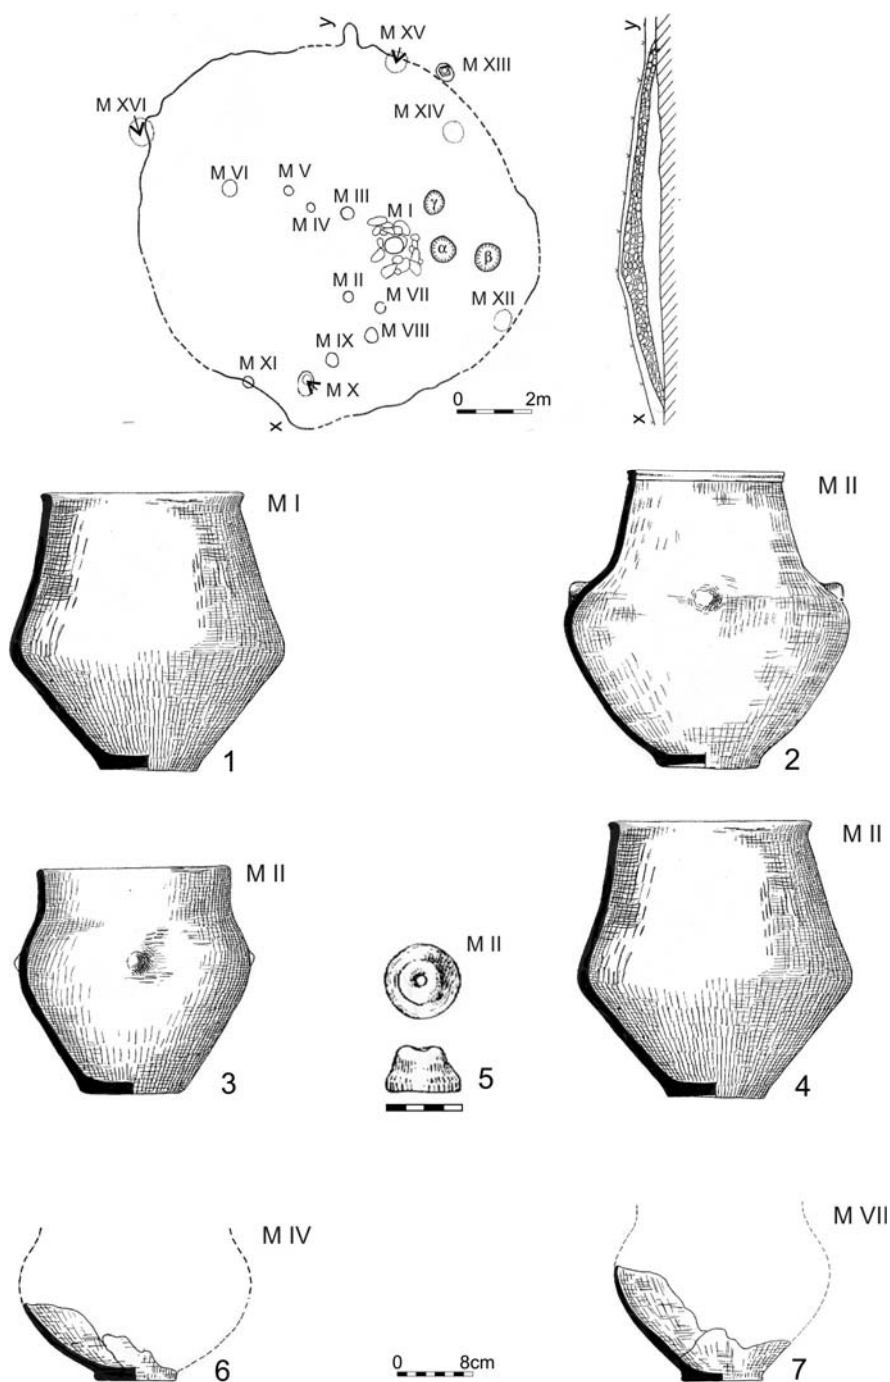 y
M XV
M XIII
M XVI
M XIV
M VI
M V
M III
M IV
M I
γ
α
β
M II
M VII
M XII
M VIII
M IX
M XI
M X
x
0 2m
y
x
M I
1
M II
2
M II
3
M II
5
M II
4
M IV
6
0 8cm
M VII
7